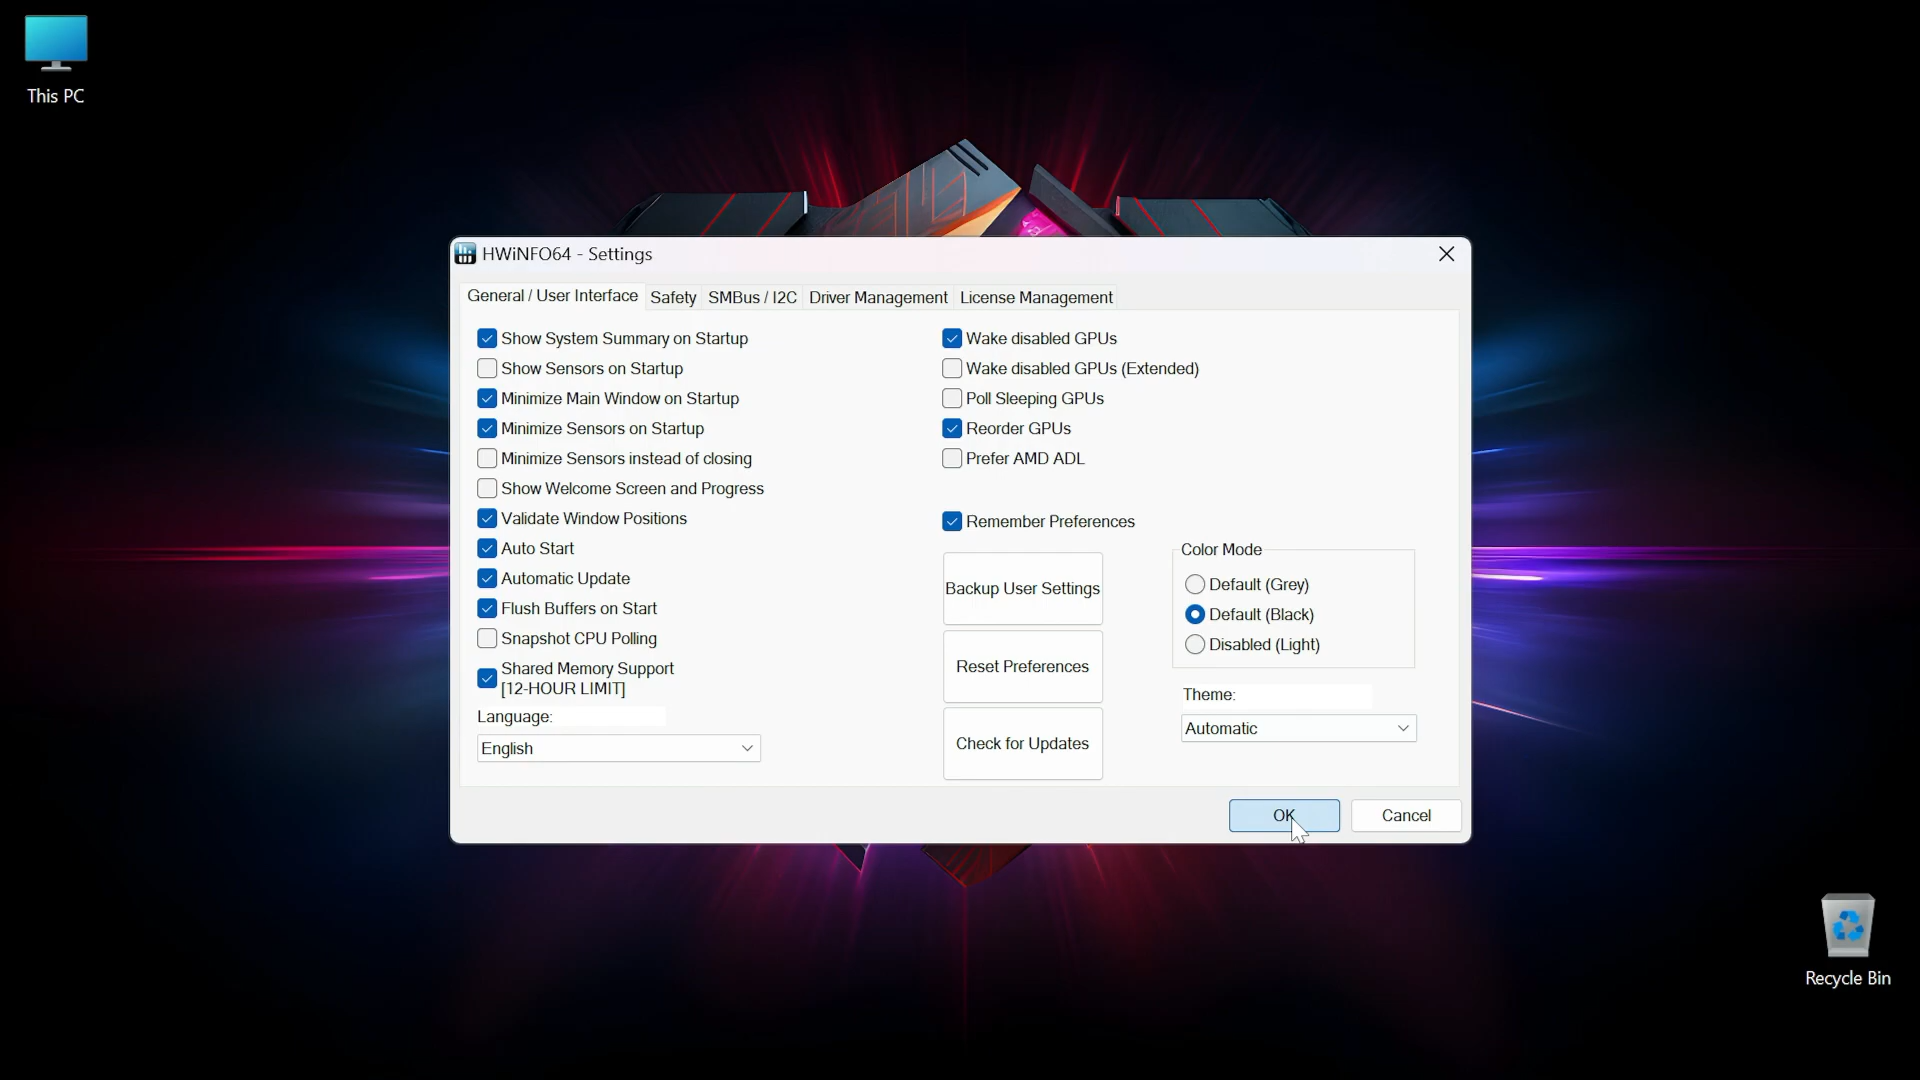 This PC
HWiNFO64 - Settings
General / User Interface
Safety
SMBus / I2C
Driver Management
License Management
Show System Summary on Startup
Show Sensors on Startup
Minimize Main Window on Startup
Minimize Sensors on Startup
Minimize Sensors instead of closing
Show Welcome Screen and Progress
Validate Window Positions
Auto Start
Automatic Update
Flush Buffers on Start
Snapshot CPU Polling
Shared Memory Support
[12-HOUR LIMIT]
Language:
English
Wake disabled GPUs
Wake disabled GPUs (Extended)
Poll Sleeping GPUs
Reorder GPUs
Prefer AMD ADL
Remember Preferences
Backup User Settings
Reset Preferences
Check for Updates
Color Mode
Default (Grey)
Default (Black)
Disabled (Light)
Theme:
Automatic
OK
Cancel
Recycle Bin